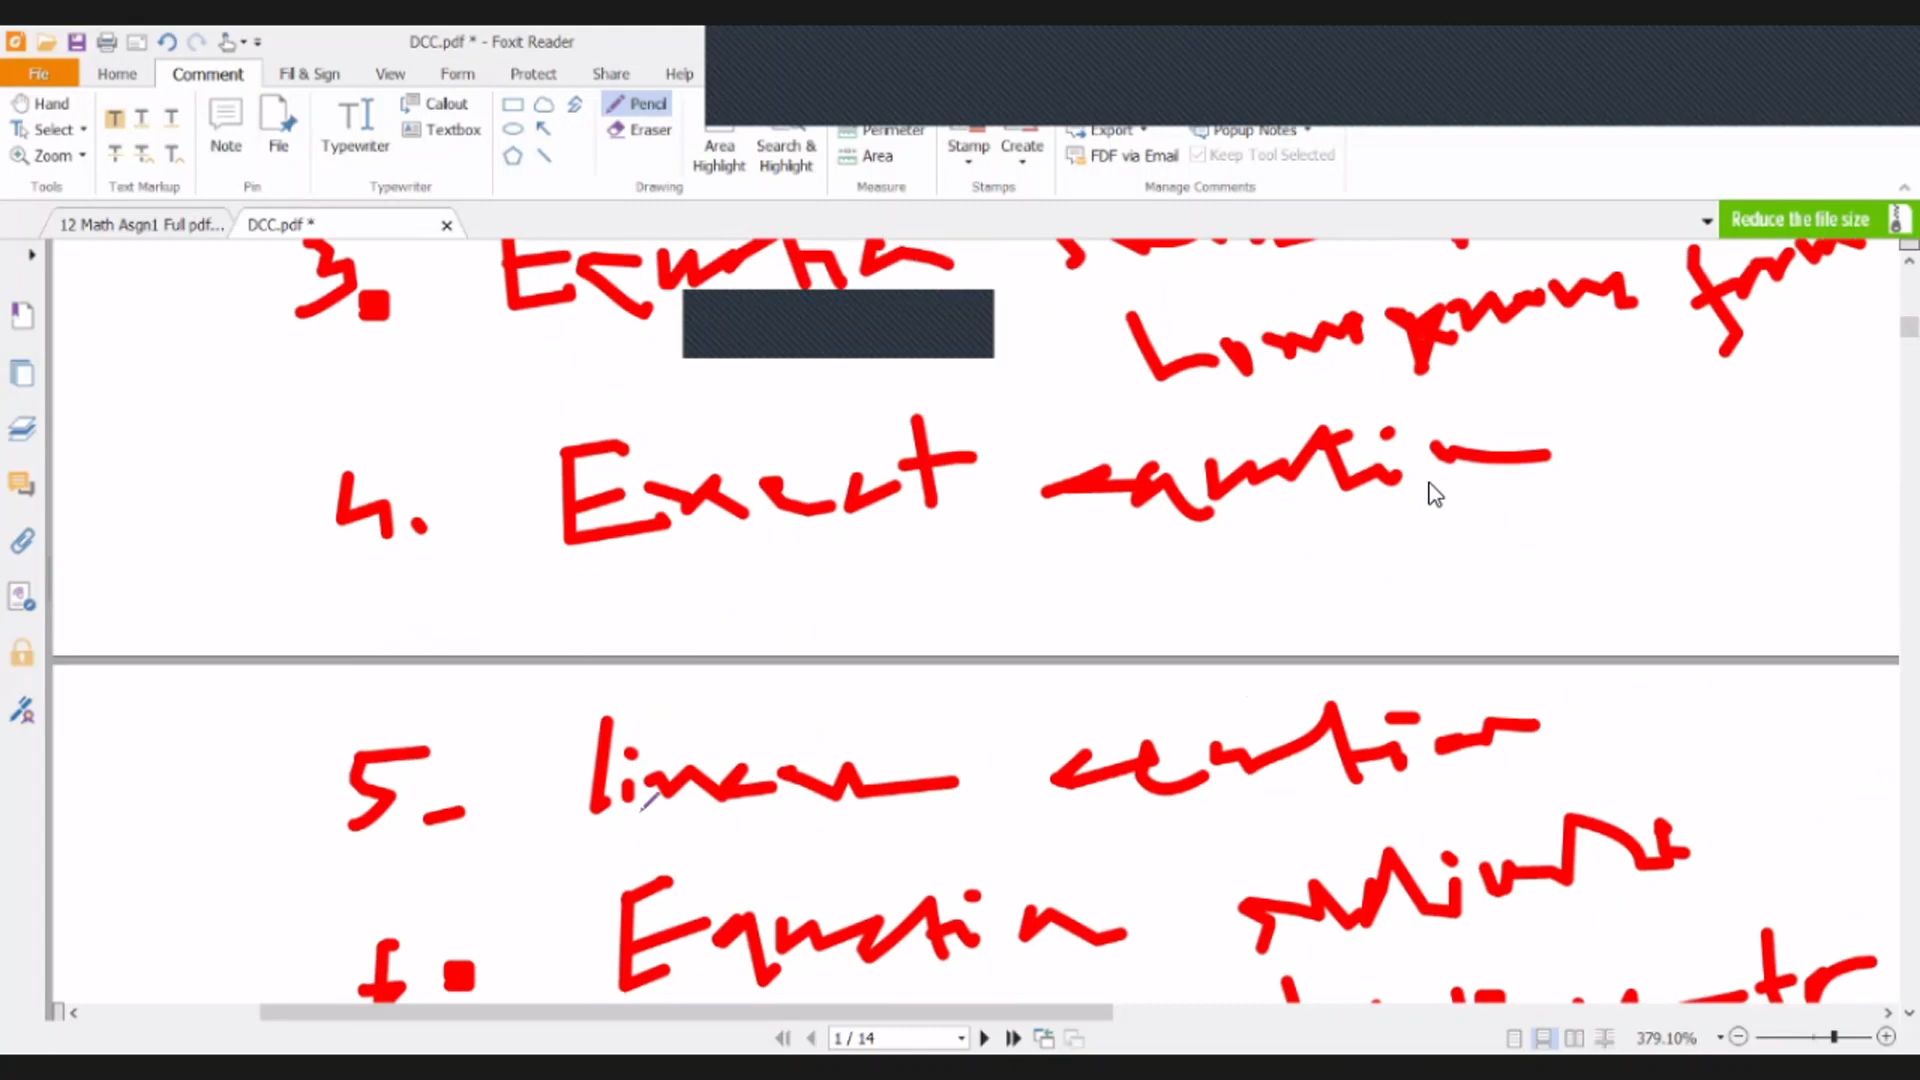 DCC.pdf * - Foxit Reader
File Home Comment Fill & Sign View Form Protect Share Help
Hand
Select
Zoom
Tools
Text Markup
Note
File
Pin
Typewriter
Callout
Textbox
Typewriter
Pencil
Eraser
Drawing
Area Highlight
Search & Highlight
Perimeter
Area
Measure
Stamp
Create
Stamps
Export
FDF via Email
Popup Notes
Keep Tool Selected
Manage Comments
12 Math Asgn1 Full pdf...
DCC.pdf *
Reduce the file size
3.
4. Exact equation
5. linear equation
6. Equation
1 / 14
379.10%